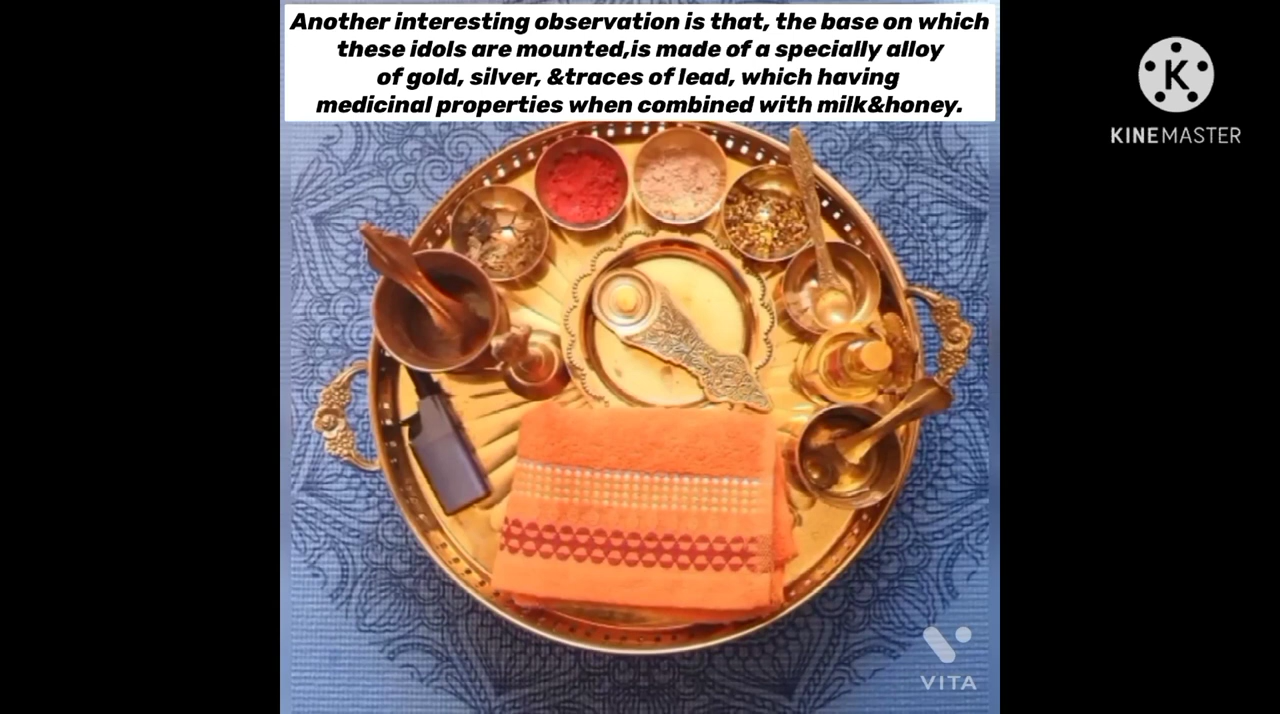 Another interesting observation is that, the base on which
these idols are mounted,is made of a specially alloy
of gold, silver, &traces of lead, which having
medicinal properties when combined with milk&honey.
KINEMASTER
VITA